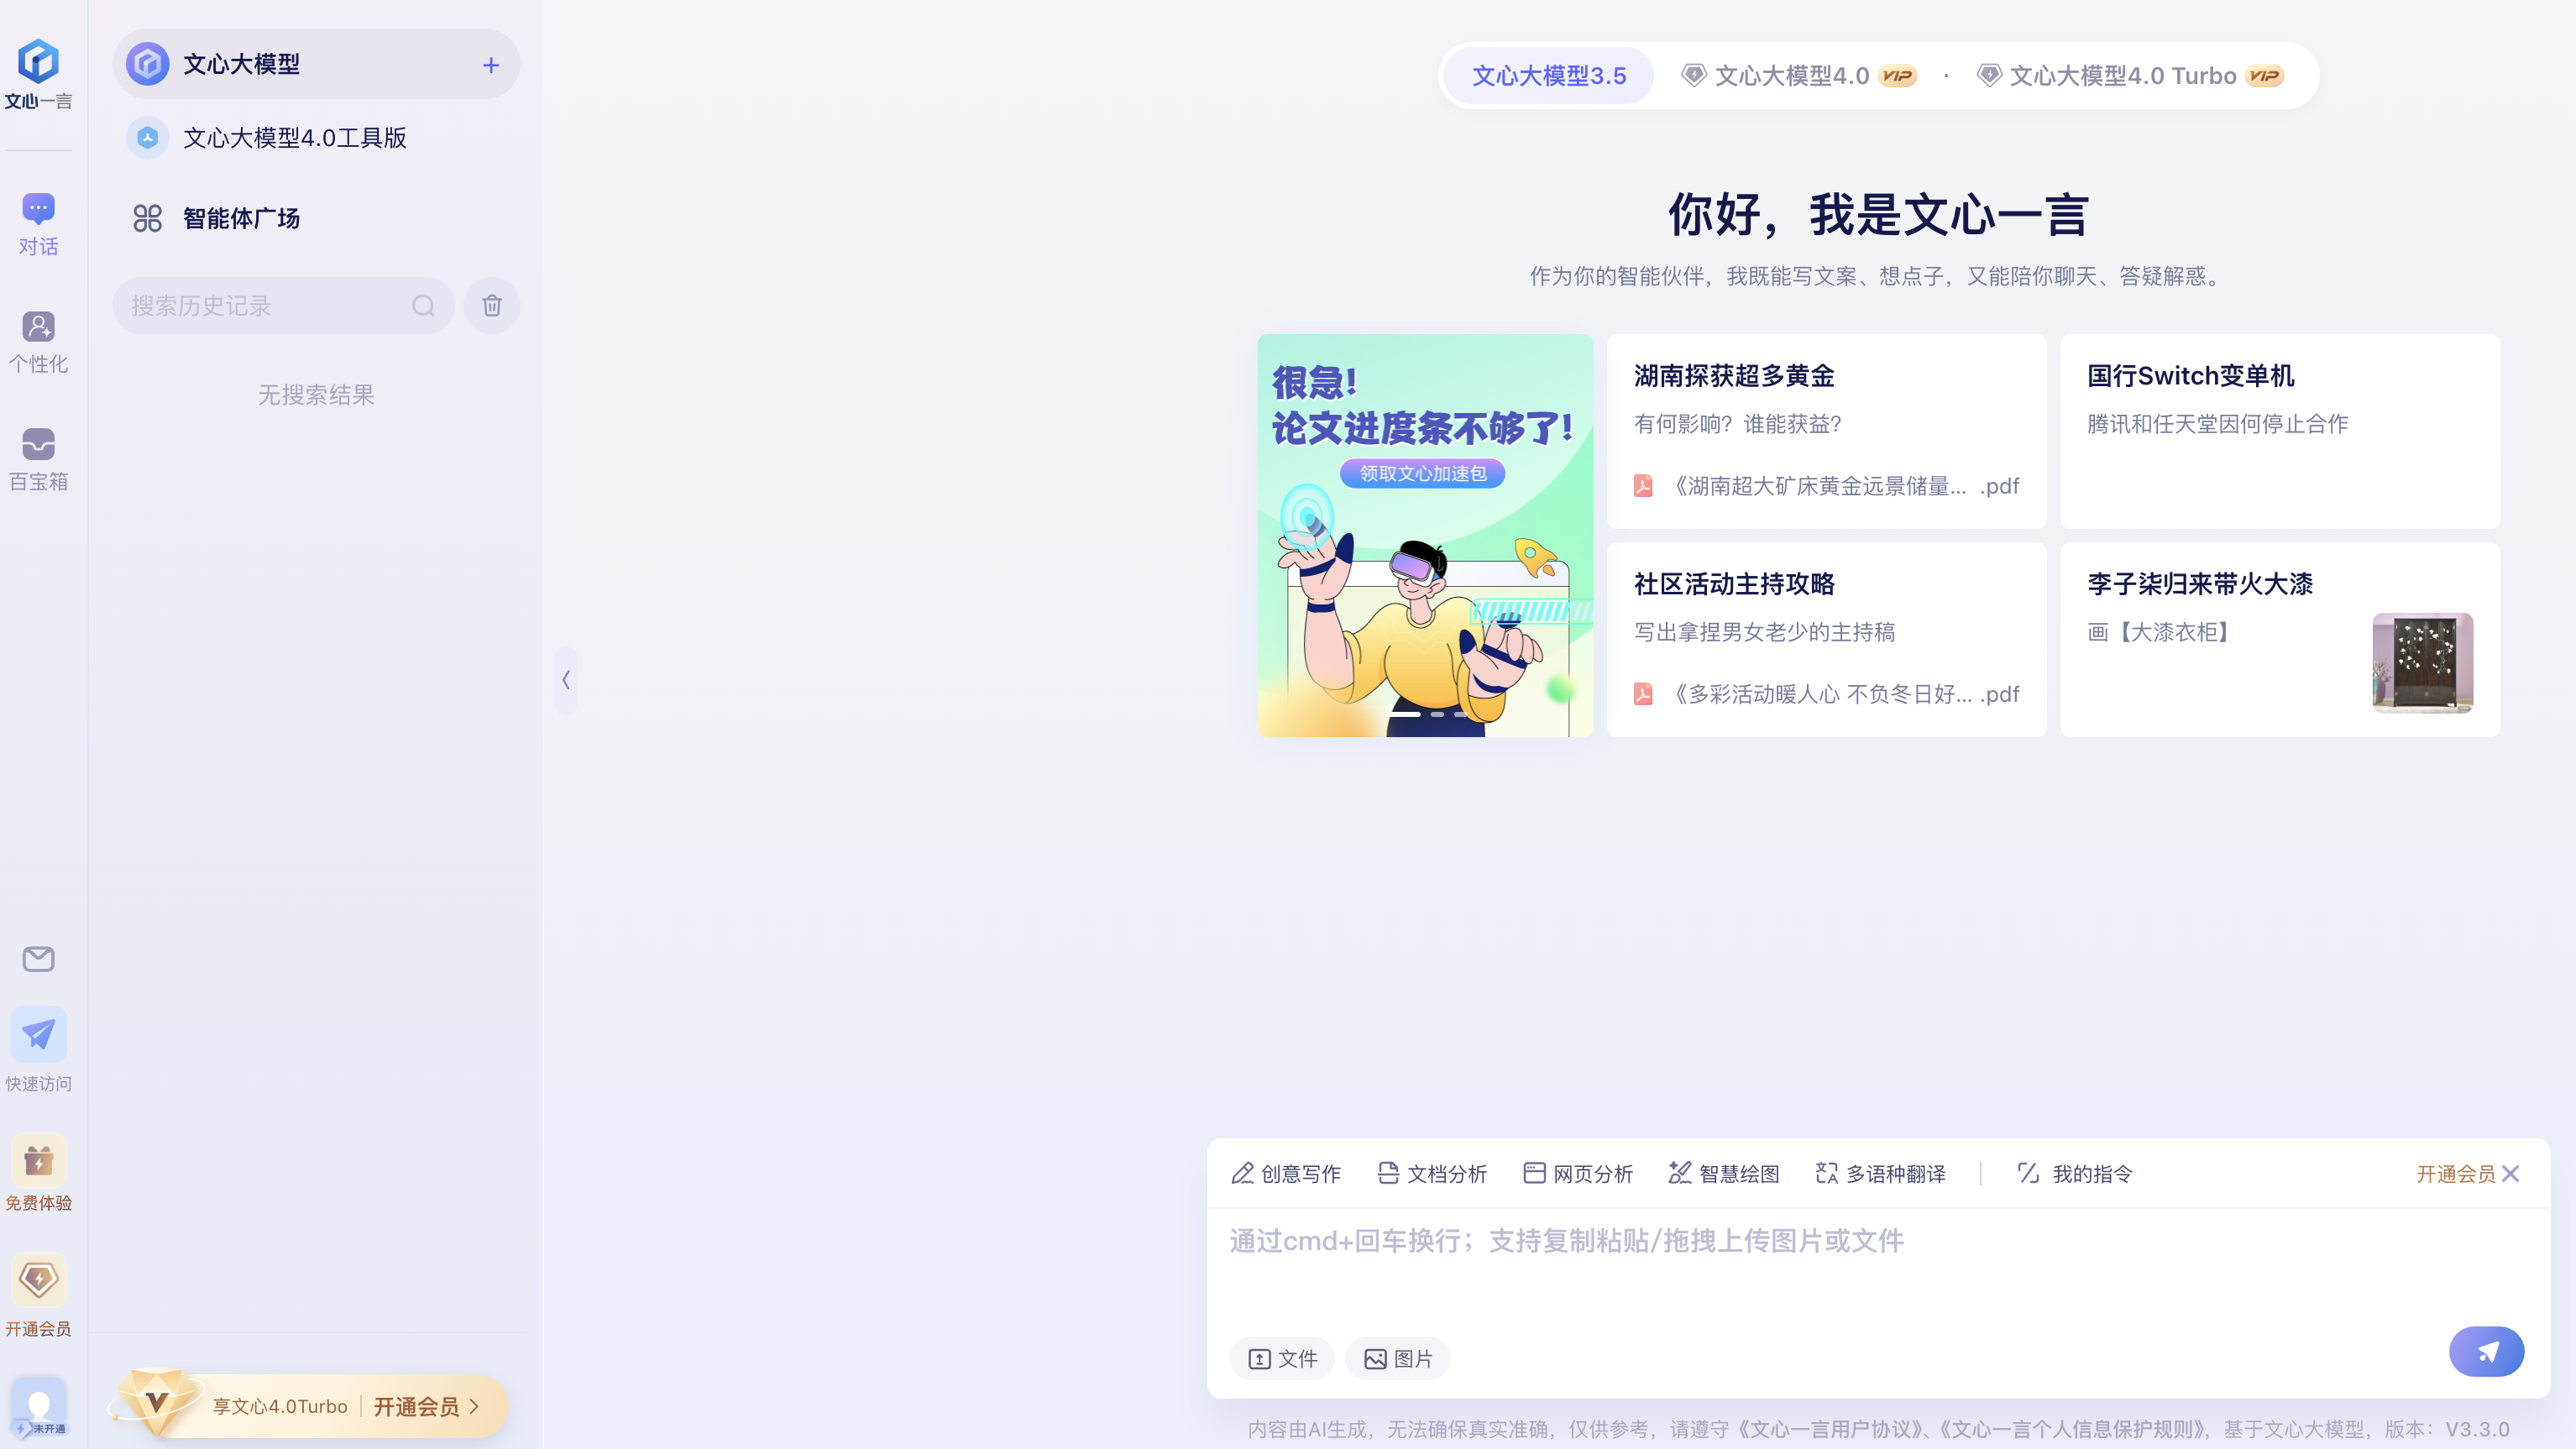 文心一言
对话
个性化
百宝箱
快速访问
免费体验
开通会员
未开通
文心大模型
文心大模型4.0工具版
智能体广场
搜索历史记录
无搜索结果
享文心4.0Turbo
开通会员
文心大模型3.5
文心大模型4.0 VIP · 文心大模型4.0 Turbo VIP
你好，我是文心一言
作为你的智能伙伴，我既能写文案、想点子，又能陪你聊天、答疑解惑。
很急!
论文进度条不够了!
领取文心加速包
湖南探获超多黄金
有何影响？谁能获益？
《湖南超大矿床黄金远景储量... .pdf
国行Switch变单机
腾讯和任天堂因何停止合作
社区活动主持攻略
写出拿捏男女老少的主持稿
《多彩活动暖人心 不负冬日好... .pdf
李子柒归来带火大漆
画【大漆衣柜】
创意写作 文档分析 网页分析 智慧绘图 多语种翻译 我的指令 开通会员
通过cmd+回车换行；支持复制粘贴/拖拽上传图片或文件
文件 图片
内容由AI生成，无法确保真实准确，仅供参考，请遵守《文心一言用户协议》、《文心一言个人信息保护规则》，基于文心大模型，版本：V3.3.0